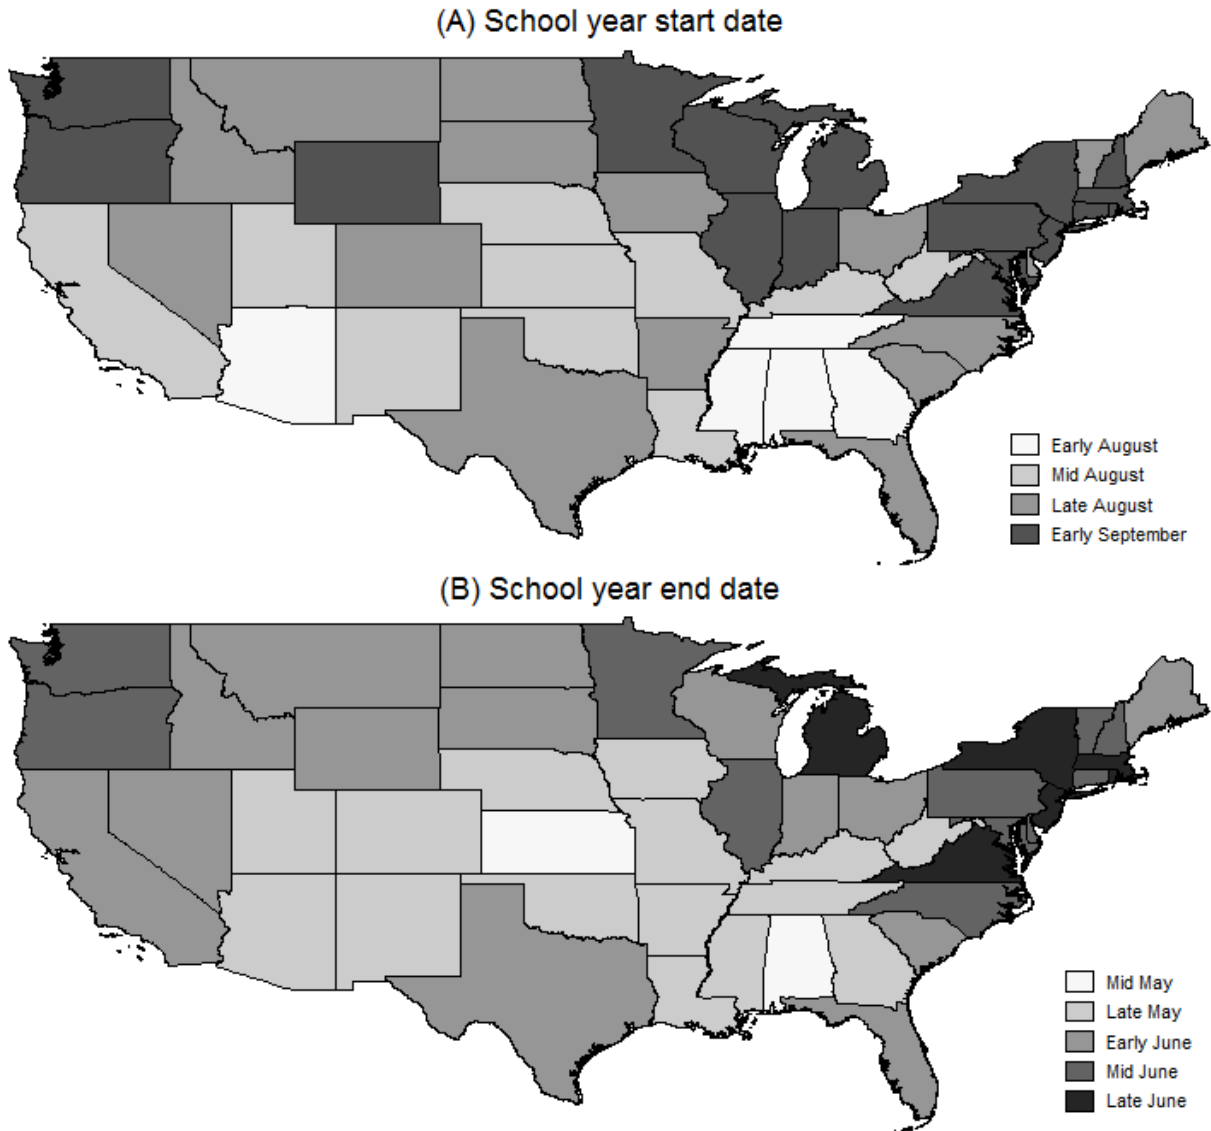 (A) School year start date
Early August
Mid August
Late August
Early September
(B) School year end date
Mid May
Late May
Early June
Mid June
Late June